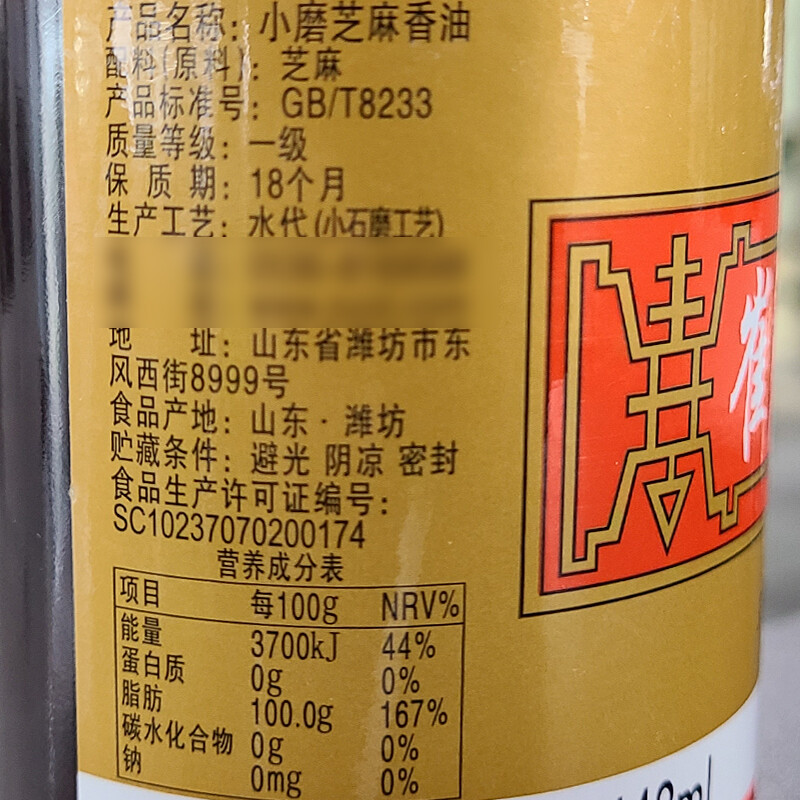 产品名称：小磨芝麻香油
配料(原料)：芝麻
产品标准号：GB/T8233
质量等级：一级
保 质 期：18个月
生产工艺：水代(小石磨工艺)
地 址：山东省潍坊市东
风西街8999号
食品产地：山东·潍坊
贮藏条件：避光 阴凉 密封
食品生产许可证编号：
SC10237070200174
营养成分表
项目 每100g NRV%
能量 3700kJ 44%
蛋白质 0g 0%
脂肪 100.0g 167%
碳水化合物 0g 0%
钠 0mg 0%
崔